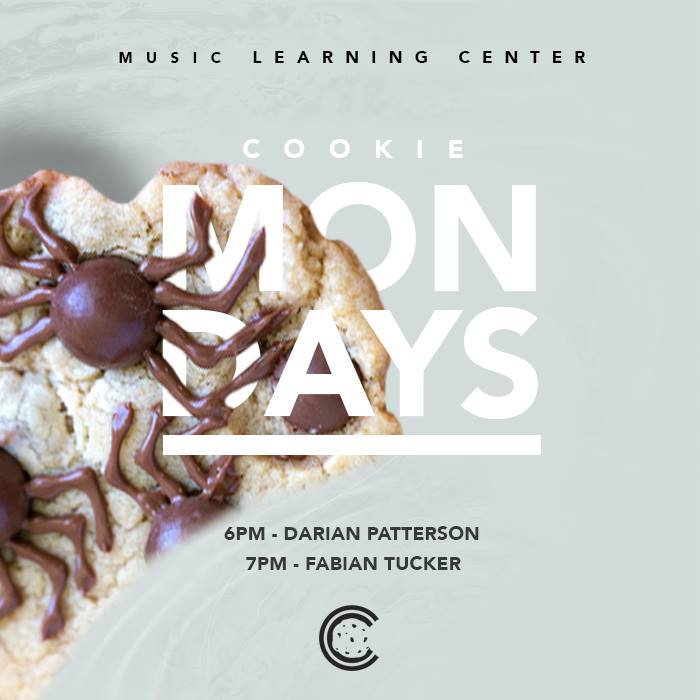 MUSIC LEARNING CENTER
COOKIE
MON
DAYS
6PM - DARIAN PATTERSON
7PM - FABIAN TUCKER